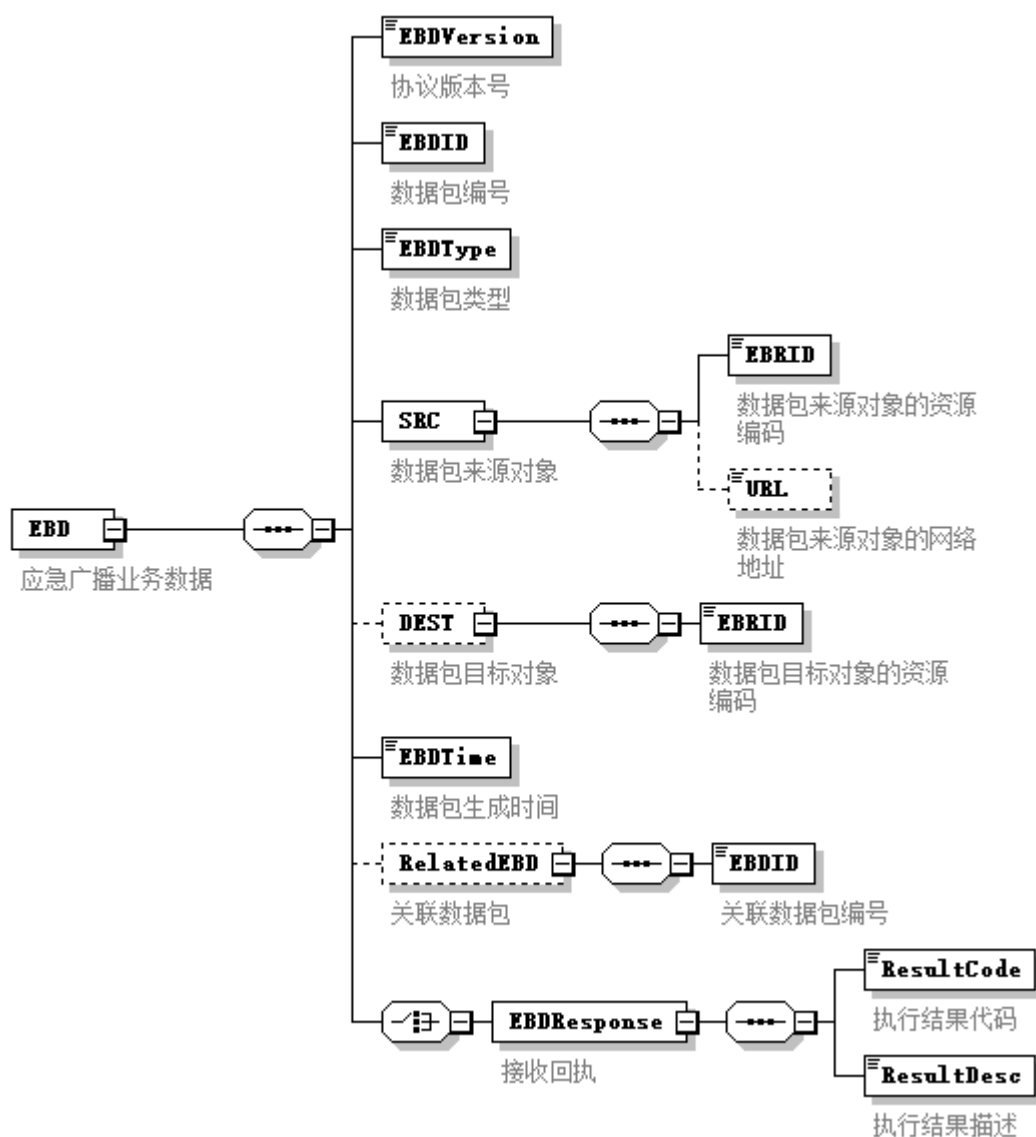 EBDVersion
协议版本号
EBDID
数据包编号
EBDType
数据包类型
EBRID
数据包来源对象的资源
编码
SRC
数据包来源对象
URL
数据包来源对象的网络
地址
EBD
应急广播业务数据
DEST
数据包目标对象
EBRID
数据包目标对象的资源
编码
EBDTime
数据包生成时间
RelatedEBD
关联数据包
EBDID
关联数据包编号
ResultCode
执行结果代码
EBDResponse
接收回执
ResultDesc
执行结果描述